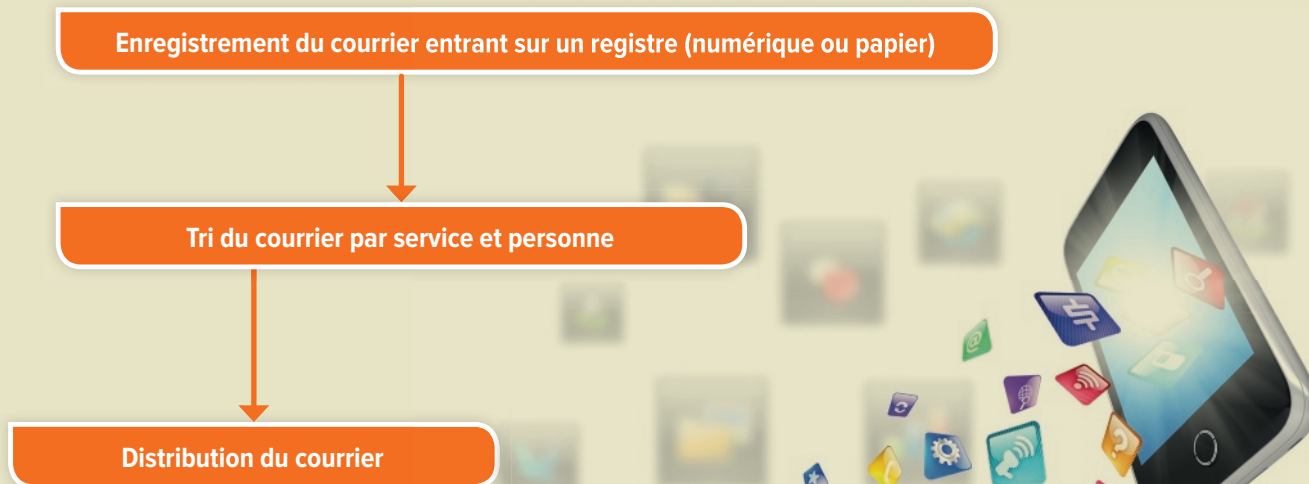 Enregistrement du courrier entrant sur un registre (numérique ou papier)
Tri du courrier par service et personne
Distribution du courrier